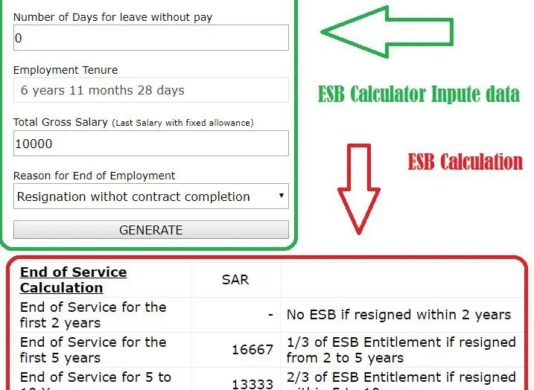 Number of Days for leave without pay
0
Employment Tenure
6 years 11 months 28 days
ESB Calculator Inpute data
Total Gross Salary (Last Salary with fixed allowance)
10000
ESB Calculation
Reason for End of Employment
Resignation withot contract completion
GENERATE
End of Service
Calculation
SAR
End of Service for the
first 2 years
-
No ESB if resigned within 2 years
End of Service for the
first 5 years
16667
1/3 of ESB Entitlement if resigned
from 2 to 5 years
End of Service for 5 to
13333
2/3 of ESB Entitlement if resigned